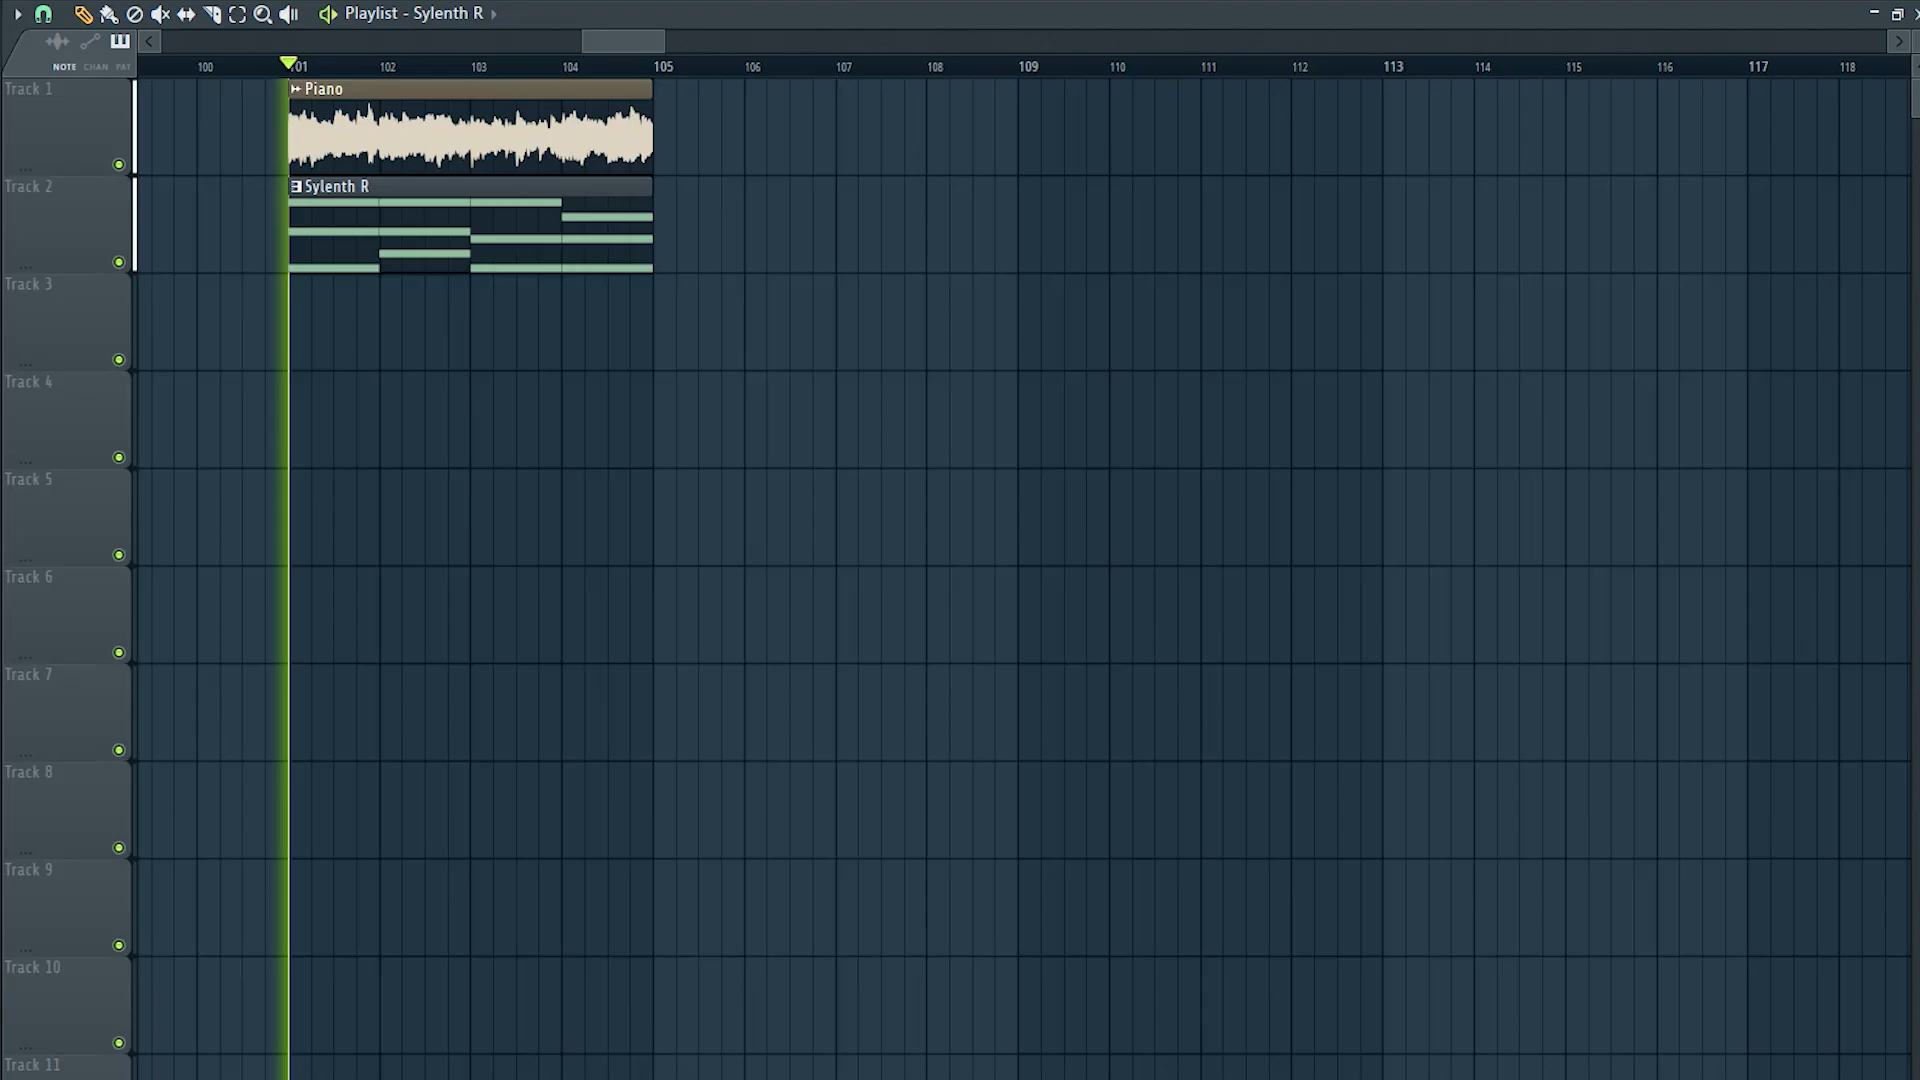 Playlist - Sylenth R
NOTE CHAN PAT
100 101 102 103 104 105 106 107 108 109 110 111 112 113 114 115 116 117 118
Track 1
Piano
Track 2
Sylenth R
Track 3
Track 4
Track 5
Track 6
Track 7
Track 8
Track 9
Track 10
Track 11